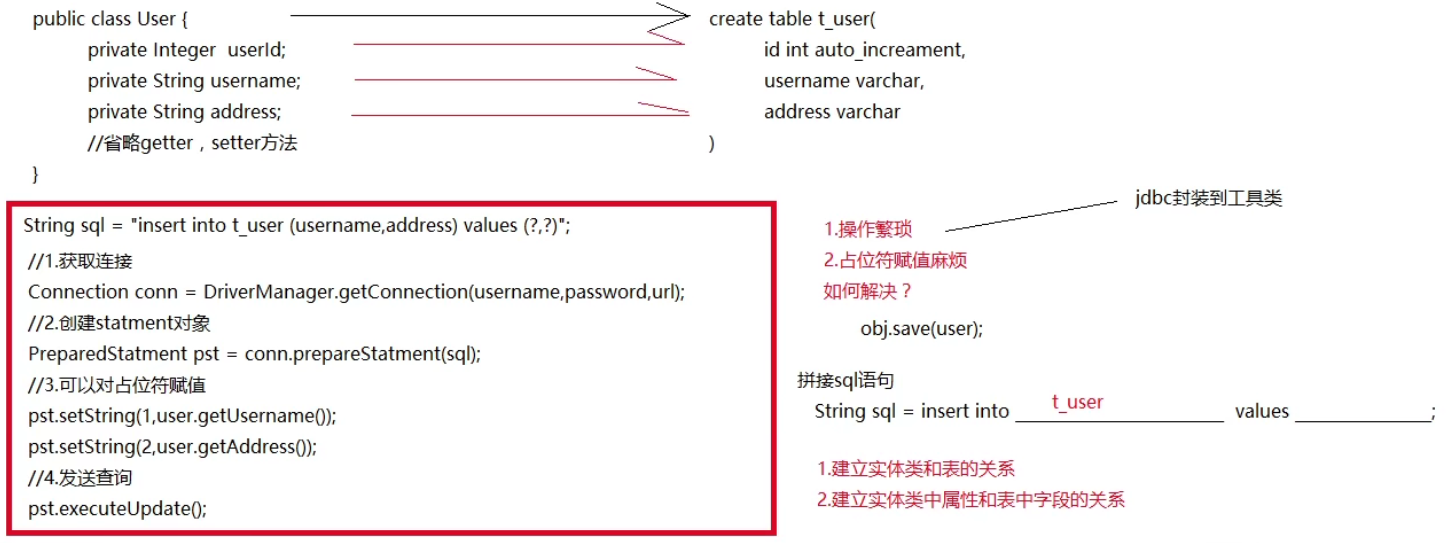 public class User {
private Integer  userId;
private String username;
private String address;
//省略getter，setter方法
}
create table t_user(
id int auto_increament,
username varchar,
address varchar
)
String sql = "insert into t_user (username,address) values (?,?)";
//1.获取连接
Connection conn = DriverManager.getConnection(username,password,url);
//2.创建statment对象
PreparedStatment pst = conn.prepareStatment(sql);
//3.可以对占位符赋值
pst.setString(1,user.getUsername());
pst.setString(2,user.getAddress());
//4.发送查询
pst.executeUpdate();
jdbc封装到工具类
1.操作繁琐
2.占位符赋值麻烦
如何解决？
obj.save(user);
拼接sql语句
String sql = insert into ____t_user____ values ____;
1.建立实体类和表的关系
2.建立实体类中属性和表中字段的关系